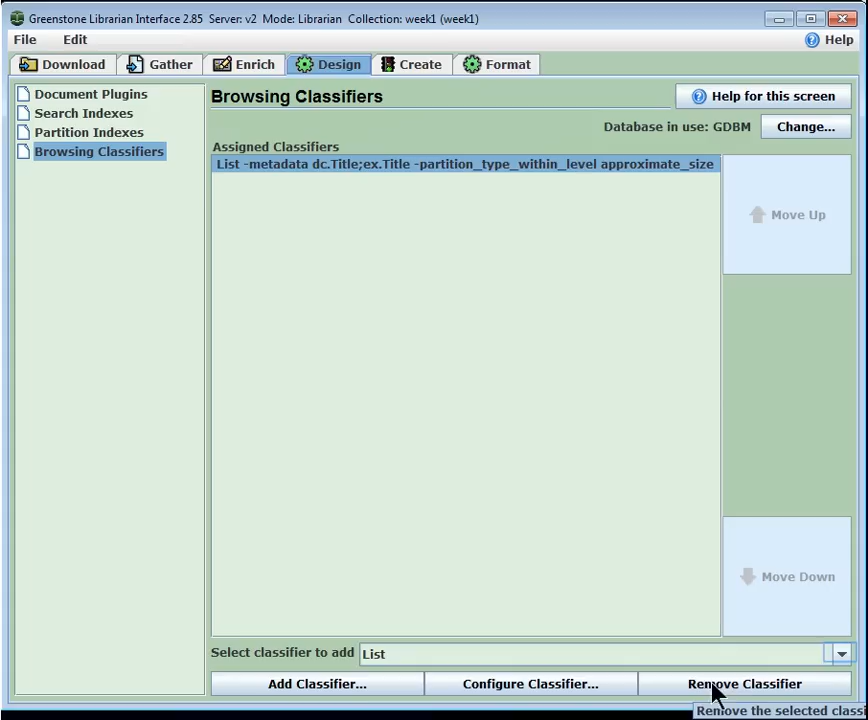 Greenstone Librarian Interface 2.85 Server: v2 Mode: Librarian Collection: week1 (week1)
File Edit Help
Download Gather Enrich Design Create Format
Document Plugins
Search Indexes
Partition Indexes
Browsing Classifiers
Browsing Classifiers
Help for this screen
Database in use: GDBM Change...
Assigned Classifiers
List -metadata dc.Title;ex.Title -partition_type_within_level approximate_size
Move Up
Move Down
Select classifier to add List
Add Classifier... Configure Classifier... Remove Classifier
Remove the selected classi